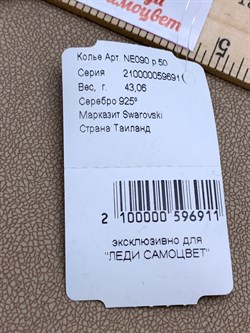 самоцвет
Колье Арт. NE090 р.50
Серия 2100000596911
Вес, г. 43,06
Серебро 925°
Марказит Swarovski
Страна Таиланд
2 100000 596911
эксклюзивно для
"ЛЕДИ САМОЦВЕТ"